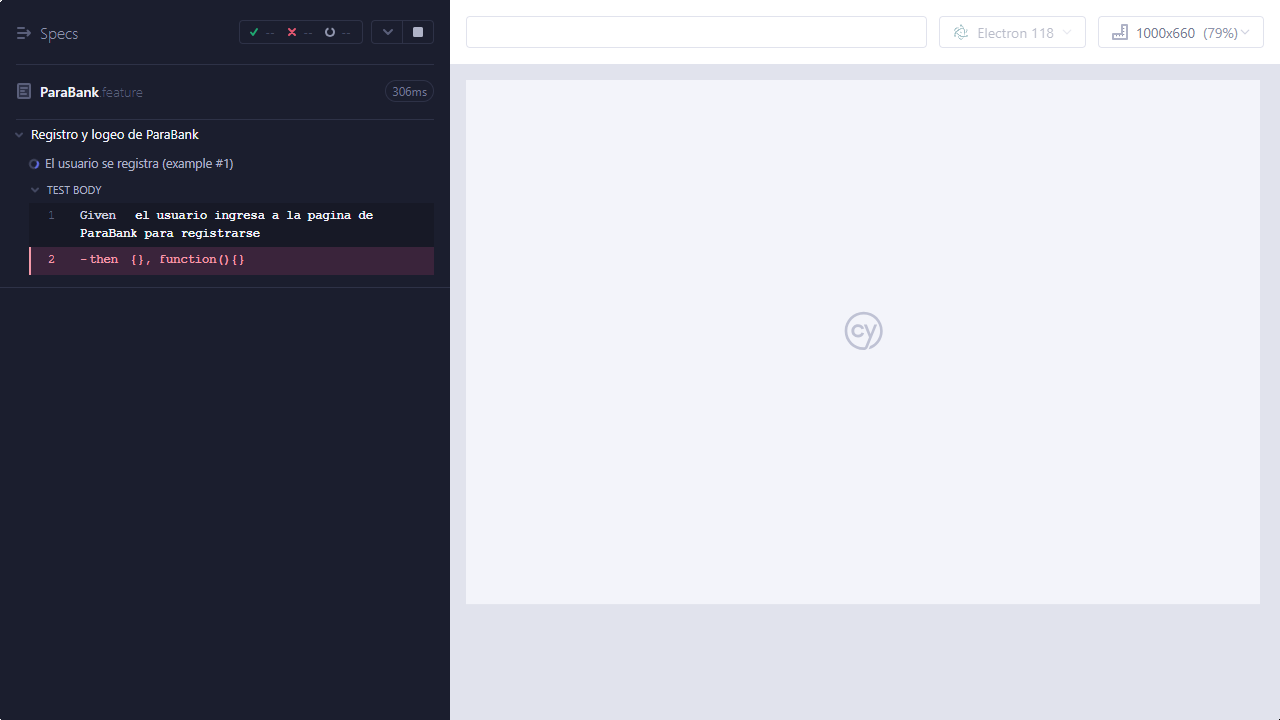 Specs
-- -- --
ParaBank.feature
306ms
Registro y logeo de ParaBank
El usuario se registra (example #1)
TEST BODY
1 Given el usuario ingresa a la pagina de
ParaBank para registrarse
2 -then {}, function(){}
Electron 118
1000x660 (79%)
cy